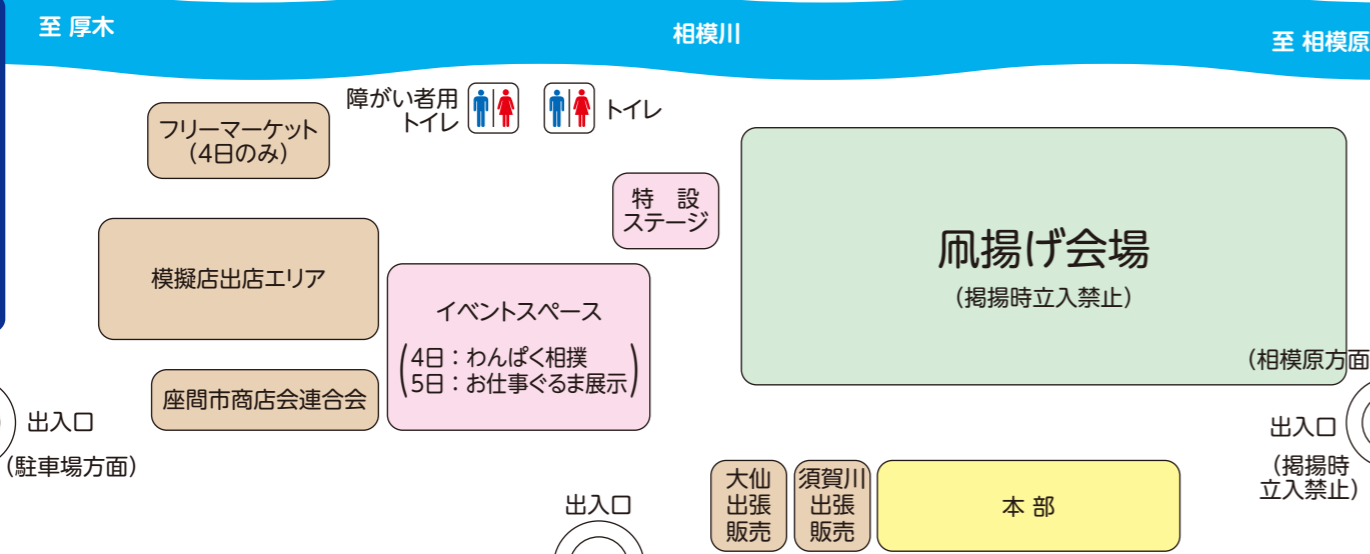 至 厚木
相模川
至 相模原
障がい者用
トイレ
トイレ
フリーマーケット
(4日のみ)
特 設
ステージ
模擬店出店エリア
凧揚げ会場
(掲揚時立入禁止)
イベントスペース
4日：わんぱく相撲
5日：お仕事ぐるま展示
座間市商店会連合会
(相模原方面
出入口
(駐車場方面)
出入口
(掲揚時
立入禁止)
出入口
大仙
出張
販売
須賀川
出張
販売
本 部